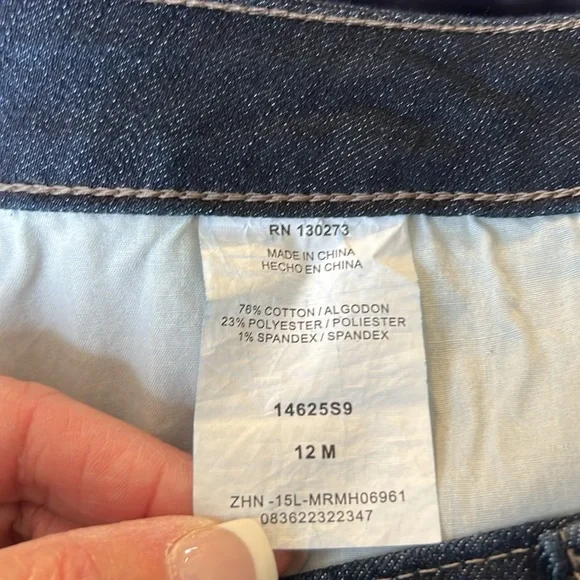 RN 130273
MADE IN CHINA
HECHO EN CHINA
76% COTTON / ALGODON
23% POLYESTER / POLIESTER
1% SPANDEX / SPANDEX
14625S9
12 M
ZHN -15L-MRMH06961
083622322347